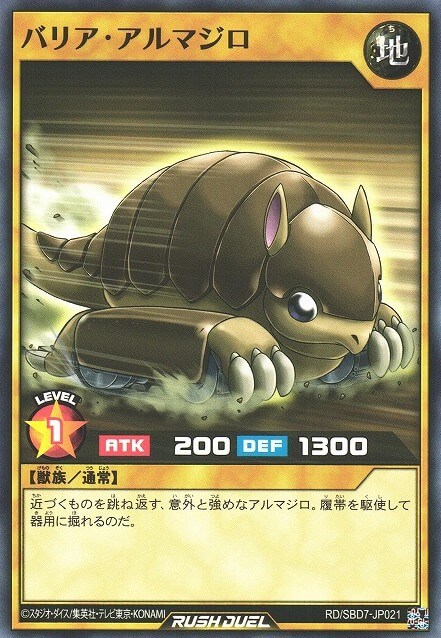 バリア・アルマジロ
地
LEVEL
1
ATK 200 DEF 1300
【獣族／通常】
近づくものを跳ね返す、意外と強めなアルマジロ。履帯を駆使して
器用に掘れるのだ。
©スタジオ・ダイス/集英社・テレビ東京・KONAMI
RUSH DUEL
RD/SBD7-JP021